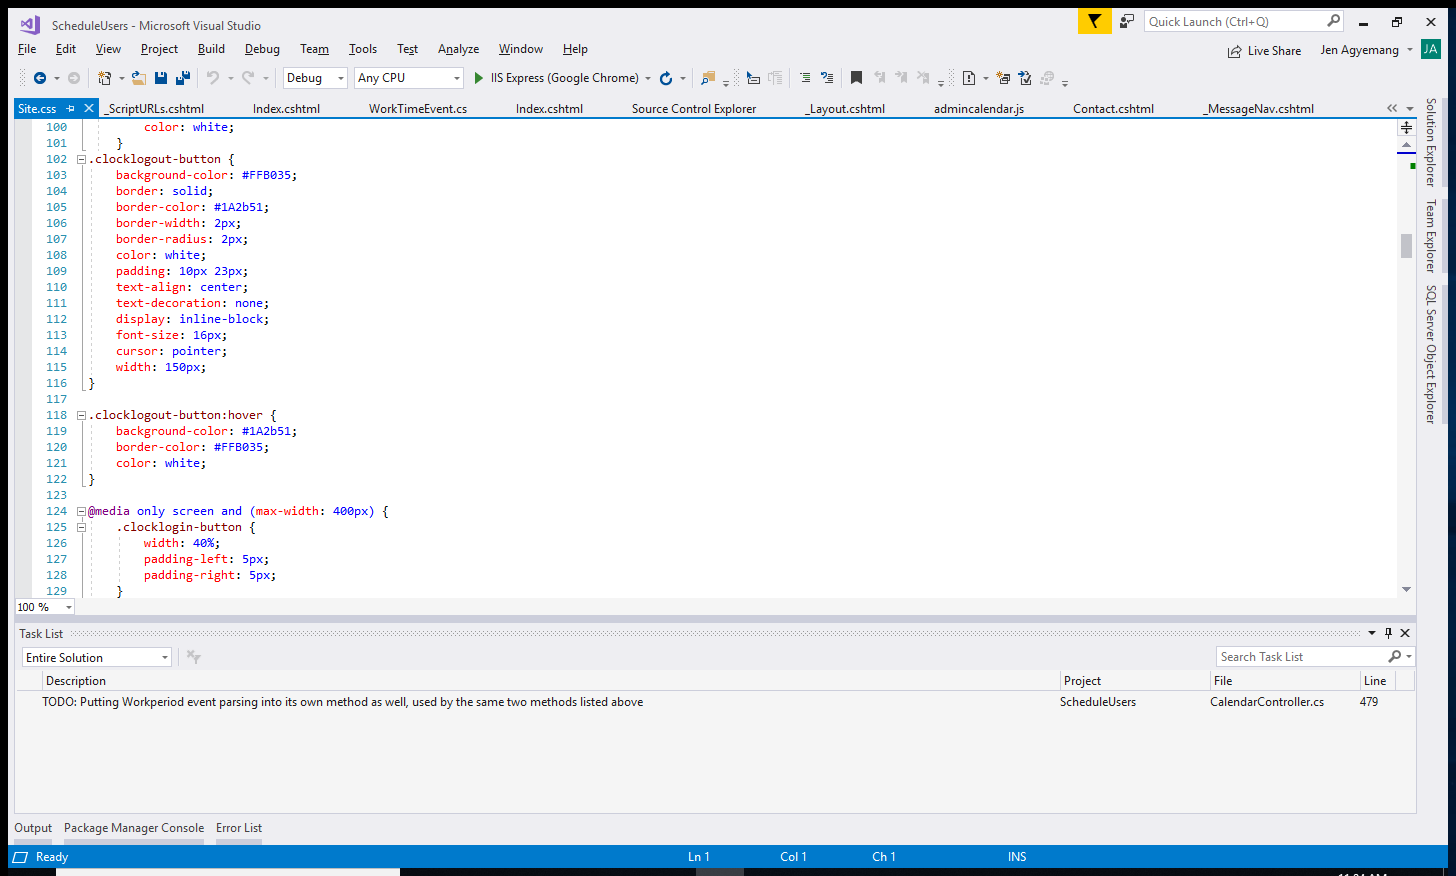 ScheduleUsers - Microsoft Visual Studio
Quick Launch (Ctrl+Q)
File Edit View Project Build Debug Team Tools Test Analyze Window Help
Live Share Jen Agyemang JA
Debug Any CPU IIS Express (Google Chrome)
Site.css _ScriptURLs.cshtml Index.cshtml WorkTimeEvent.cs Index.cshtml Source Control Explorer _Layout.cshtml admincalendar.js Contact.cshtml _MessageNav.cshtml
100 color: white;
101 }
102 .clocklogout-button {
103 background-color: #FFB035;
104 border: solid;
105 border-color: #1A2b51;
106 border-width: 2px;
107 border-radius: 2px;
108 color: white;
109 padding: 10px 23px;
110 text-align: center;
111 text-decoration: none;
112 display: inline-block;
113 font-size: 16px;
114 cursor: pointer;
115 width: 150px;
116 }
117
118 .clocklogout-button:hover {
119 background-color: #1A2b51;
120 border-color: #FFB035;
121 color: white;
122 }
123
124 @media only screen and (max-width: 400px) {
125 .clocklogin-button {
126 width: 40%;
127 padding-left: 5px;
128 padding-right: 5px;
129 }
100 %
Solution Explorer
Team Explorer
SQL Server Object Explorer
Task List
Entire Solution
Search Task List
Description Project File Line
TODO: Putting Workperiod event parsing into its own method as well, used by the same two methods listed above ScheduleUsers CalendarController.cs 479
Output Package Manager Console Error List
Ready Ln 1 Col 1 Ch 1 INS